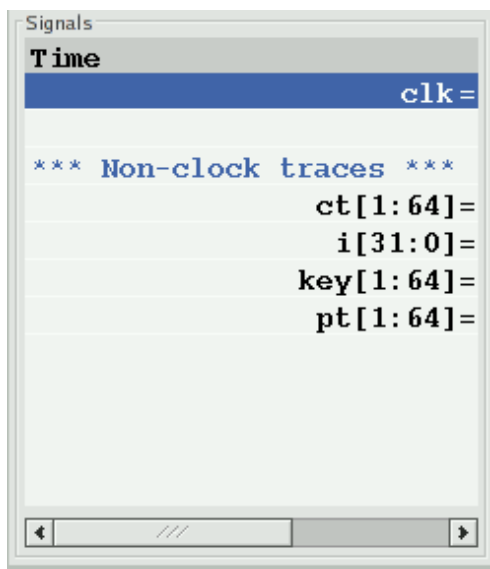 Signals
Time
clk=
*** Non-clock traces ***
ct[1:64]=
i[31:0]=
key[1:64]=
pt[1:64]=